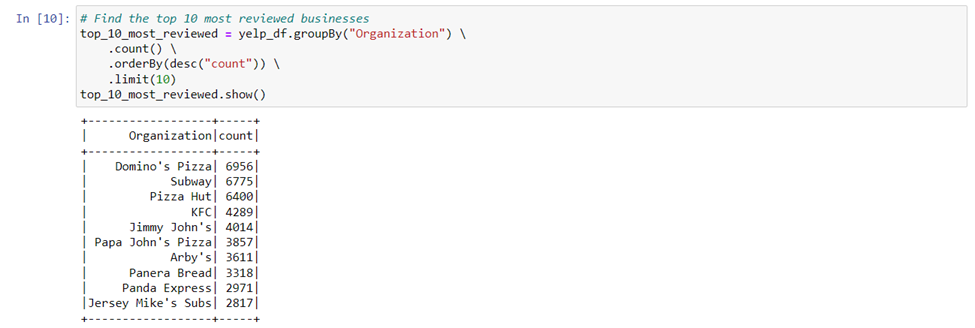 In [10]: # Find the top 10 most reviewed businesses
top_10_most_reviewed = yelp_df.groupBy("Organization") \
    .count() \
    .orderBy(desc("count")) \
    .limit(10)
top_10_most_reviewed.show()
+------------------+-----+
|      Organization|count|
+------------------+-----+
|    Domino's Pizza| 6956|
|            Subway| 6775|
|         Pizza Hut| 6400|
|               KFC| 4289|
|      Jimmy John's| 4014|
| Papa John's Pizza| 3857|
|            Arby's| 3611|
|      Panera Bread| 3318|
|     Panda Express| 2971|
|Jersey Mike's Subs| 2817|
+------------------+-----+